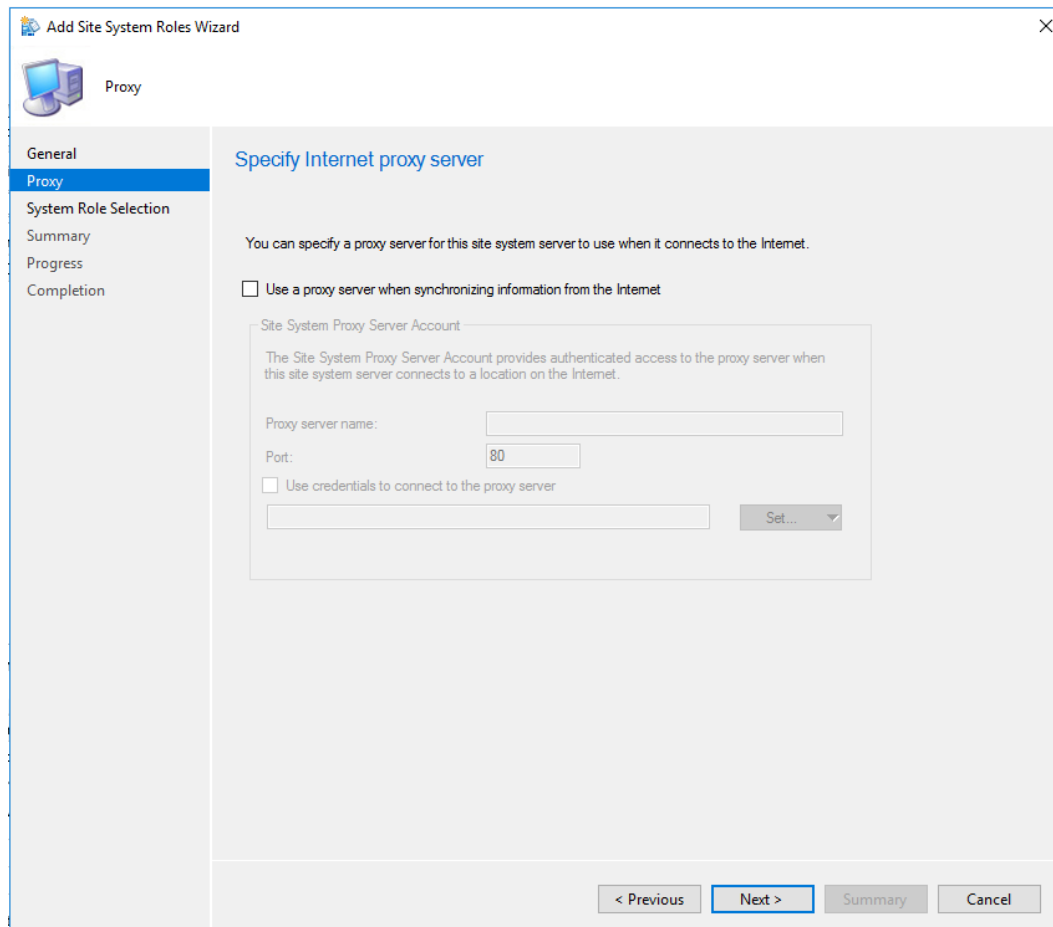 Add Site System Roles Wizard
Proxy
General
Proxy
System Role Selection
Summary
Progress
Completion
Specify Internet proxy server
You can specify a proxy server for this site system server to use when it connects to the Internet.
Use a proxy server when synchronizing information from the Internet
Site System Proxy Server Account
The Site System Proxy Server Account provides authenticated access to the proxy server when
this site system server connects to a location on the Internet.
Proxy server name:
Port:
80
Use credentials to connect to the proxy server
Set...
< Previous
Next >
Summary
Cancel